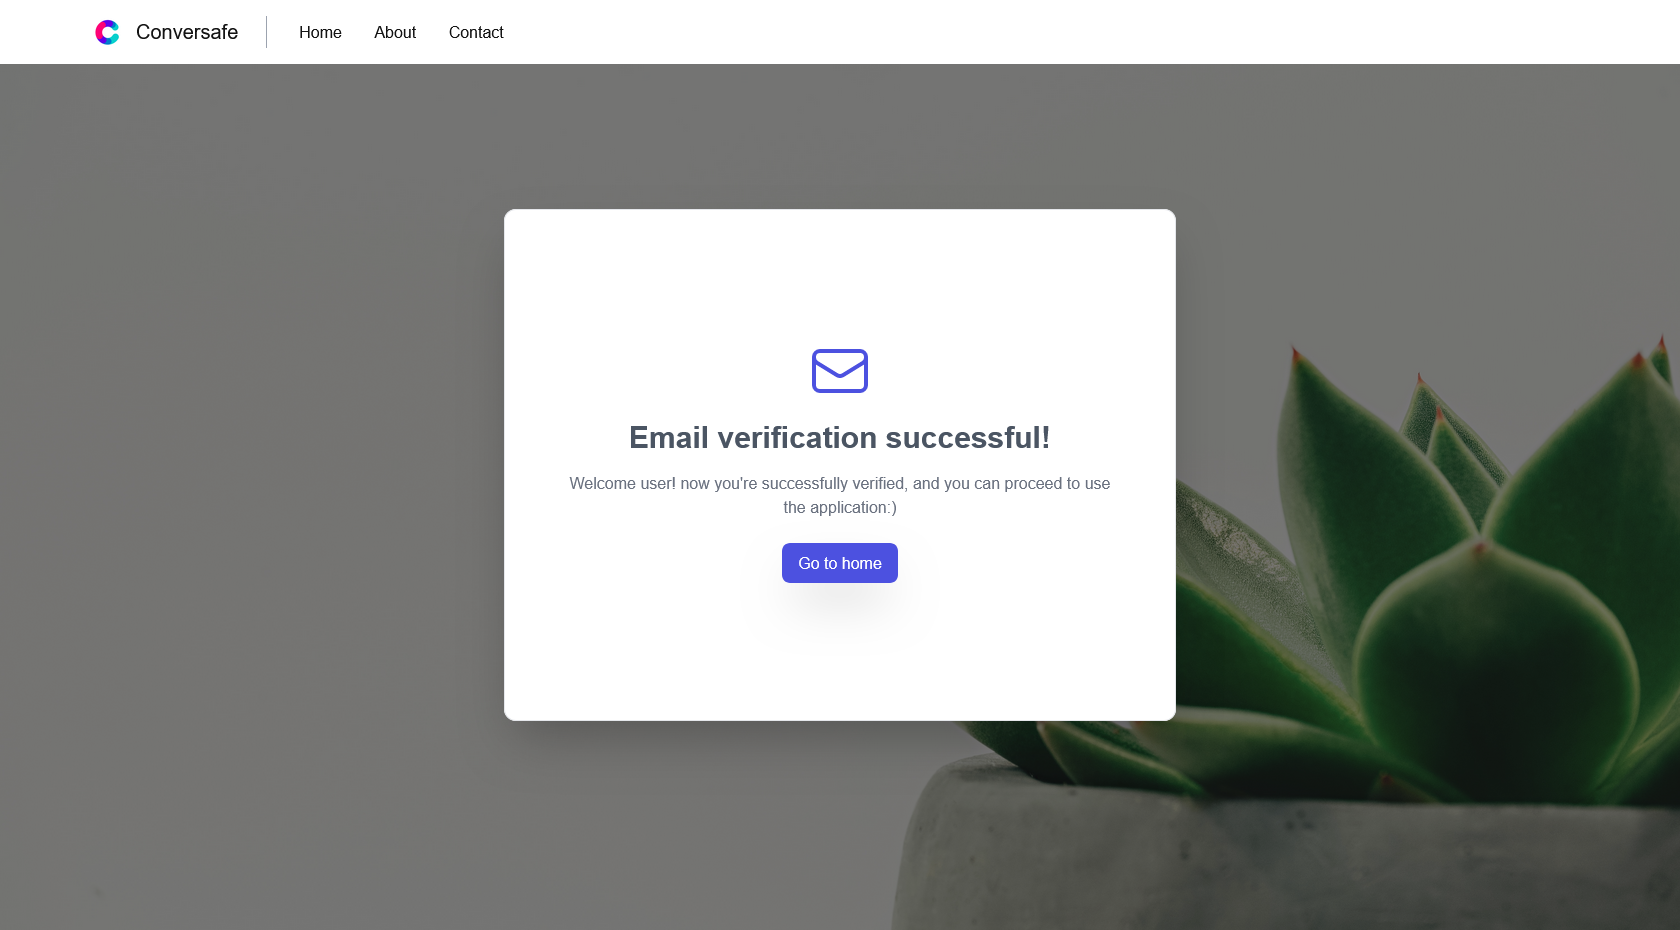 Conversafe
Home
About
Contact
Email verification successful!
Welcome user! now you're successfully verified, and you can proceed to use
the application:)
Go to home